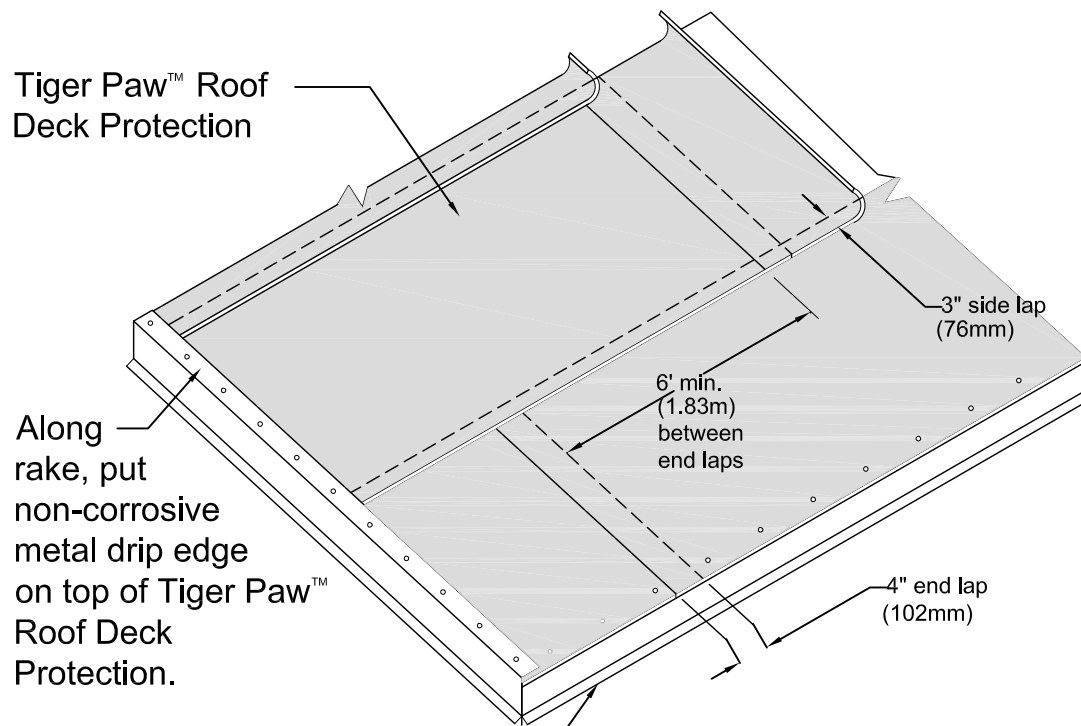 Tiger Paw™ Roof
Deck Protection
3" side lap
(76mm)
6' min.
(1.83m)
between
end laps
Along
rake, put
non-corrosive
metal drip edge
on top of Tiger Paw™
Roof Deck
Protection.
4" end lap
(102mm)